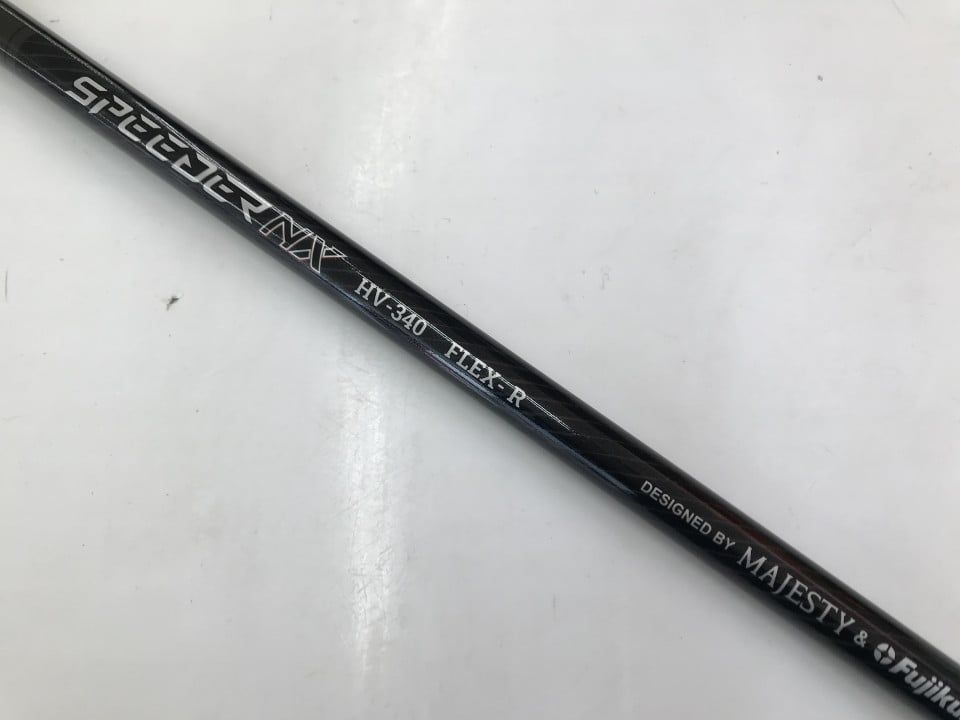 SPEEDER NX HV-340 FLEX-R
DESIGNED BY MAJESTY & Fujiku